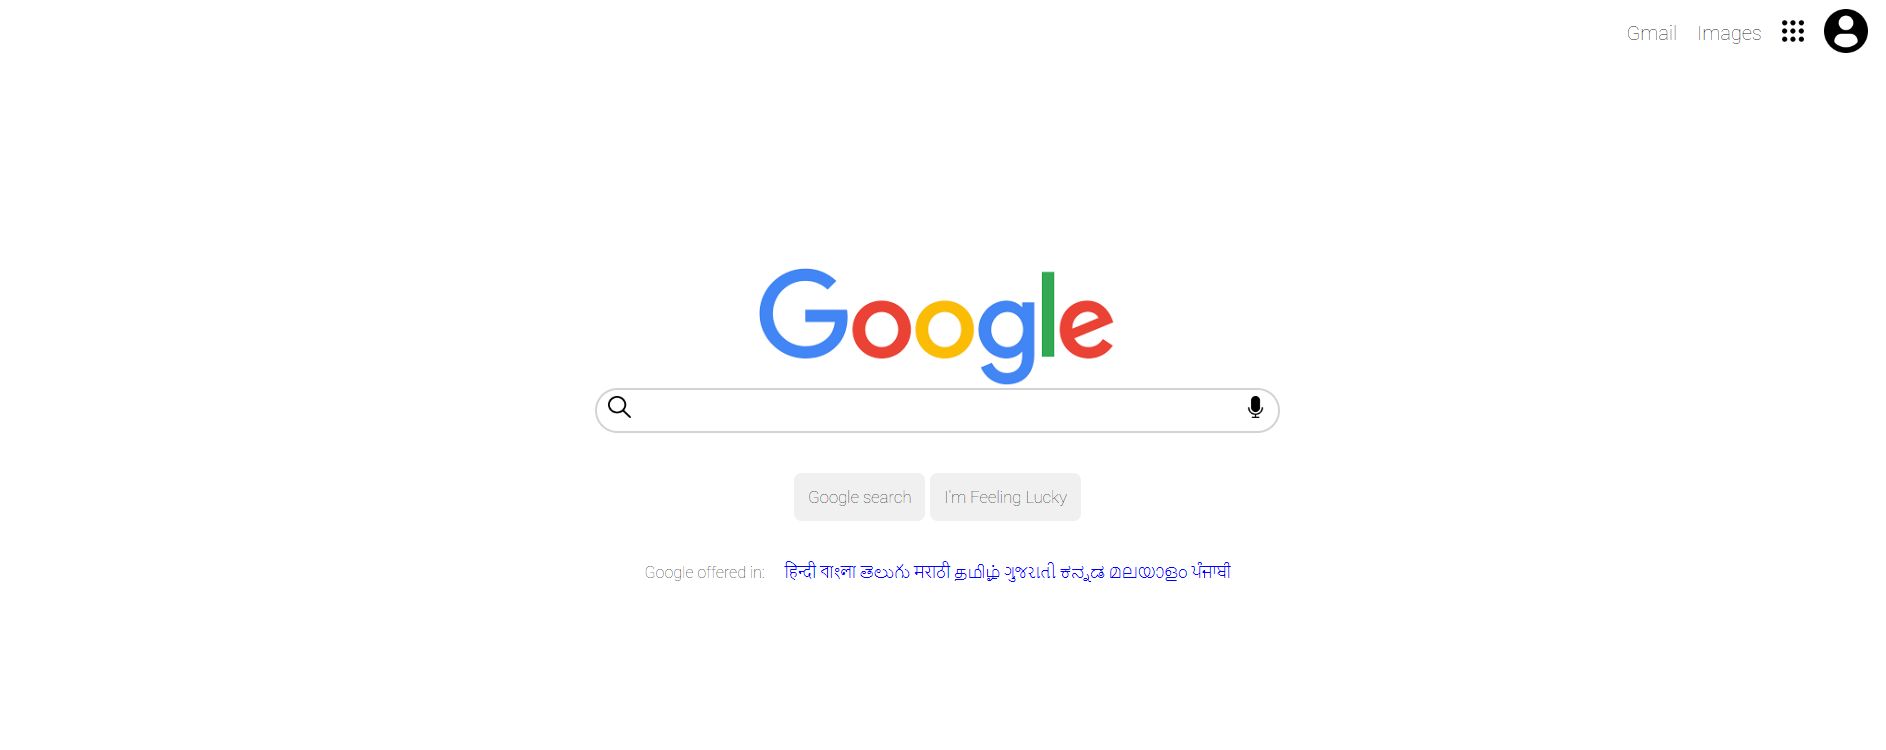 Gmail Images
Google
Google search I'm Feeling Lucky
Google offered in: हिन्दी বাংলা తెలుగు मराठी தமிழ் ગુજરાતી ಕನ್ನಡ മലയാളം ਪੰਜਾਬੀ